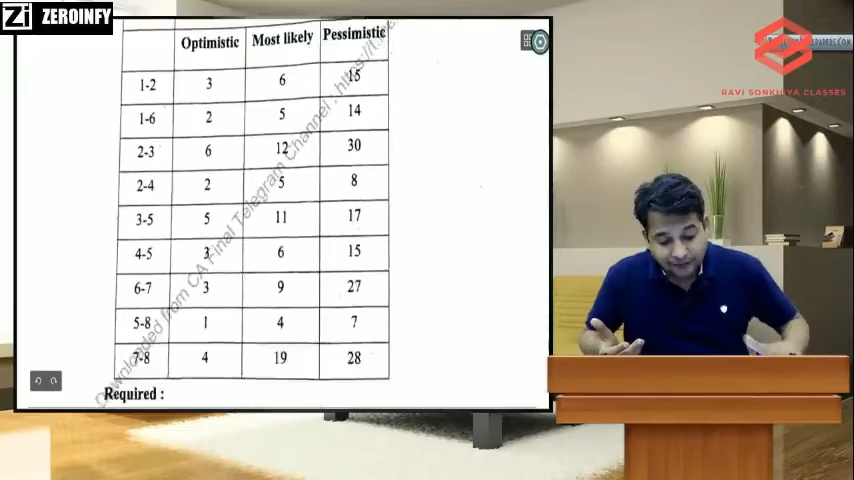 Zi ZEROINFY
Optimistic Most likely Pessimistic
1-2 3 6 15
1-6 2 5 14
2-3 6 12 30
2-4 2 5 8
3-5 5 11 17
4-5 3 6 15
6-7 3 9 27
5-8 1 4 7
7-8 4 19 28
Required :
Downloaded from CA Final Telegram Channel , https://t.me
RAVI SONKHIYA CLASSES